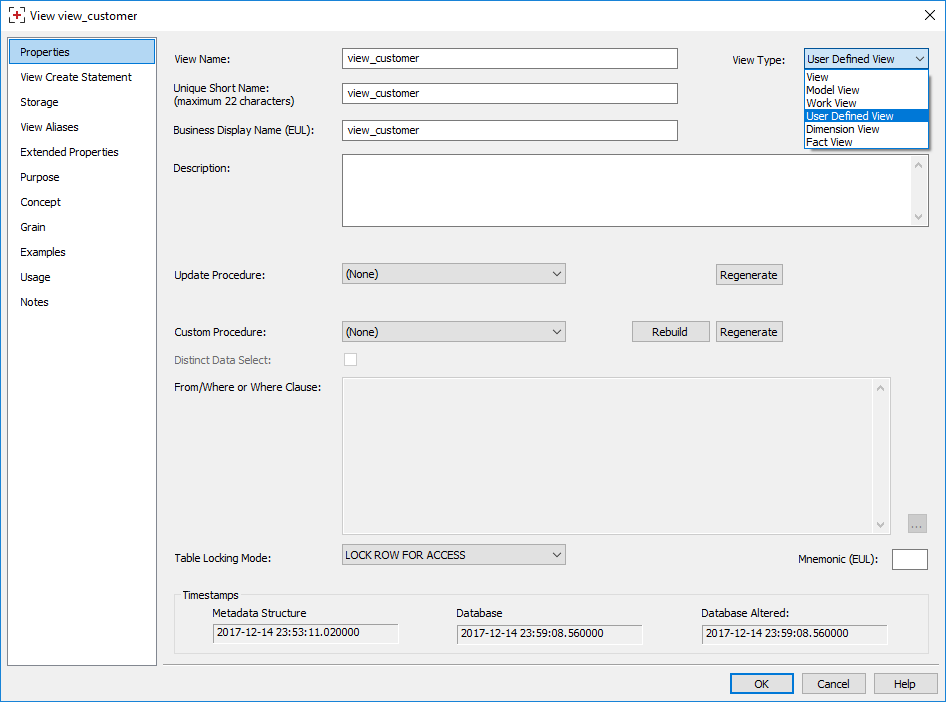 View view_customer
Properties
View Create Statement
Storage
View Aliases
Extended Properties
Purpose
Concept
Grain
Examples
Usage
Notes
View Name:
view_customer
View Type:
User Defined View
View
Model View
Work View
User Defined View
Dimension View
Fact View
Unique Short Name:
(maximum 22 characters)
view_customer
Business Display Name (EUL):
view_customer
Description:
Update Procedure:
(None)
Regenerate
Custom Procedure:
(None)
Rebuild
Regenerate
Distinct Data Select:
From/Where or Where Clause:
...
Table Locking Mode:
LOCK ROW FOR ACCESS
Mnemonic (EUL):
Timestamps
Metadata Structure
Database
Database Altered:
2017-12-14 23:53:11.020000
2017-12-14 23:59:08.560000
2017-12-14 23:59:08.560000
OK
Cancel
Help